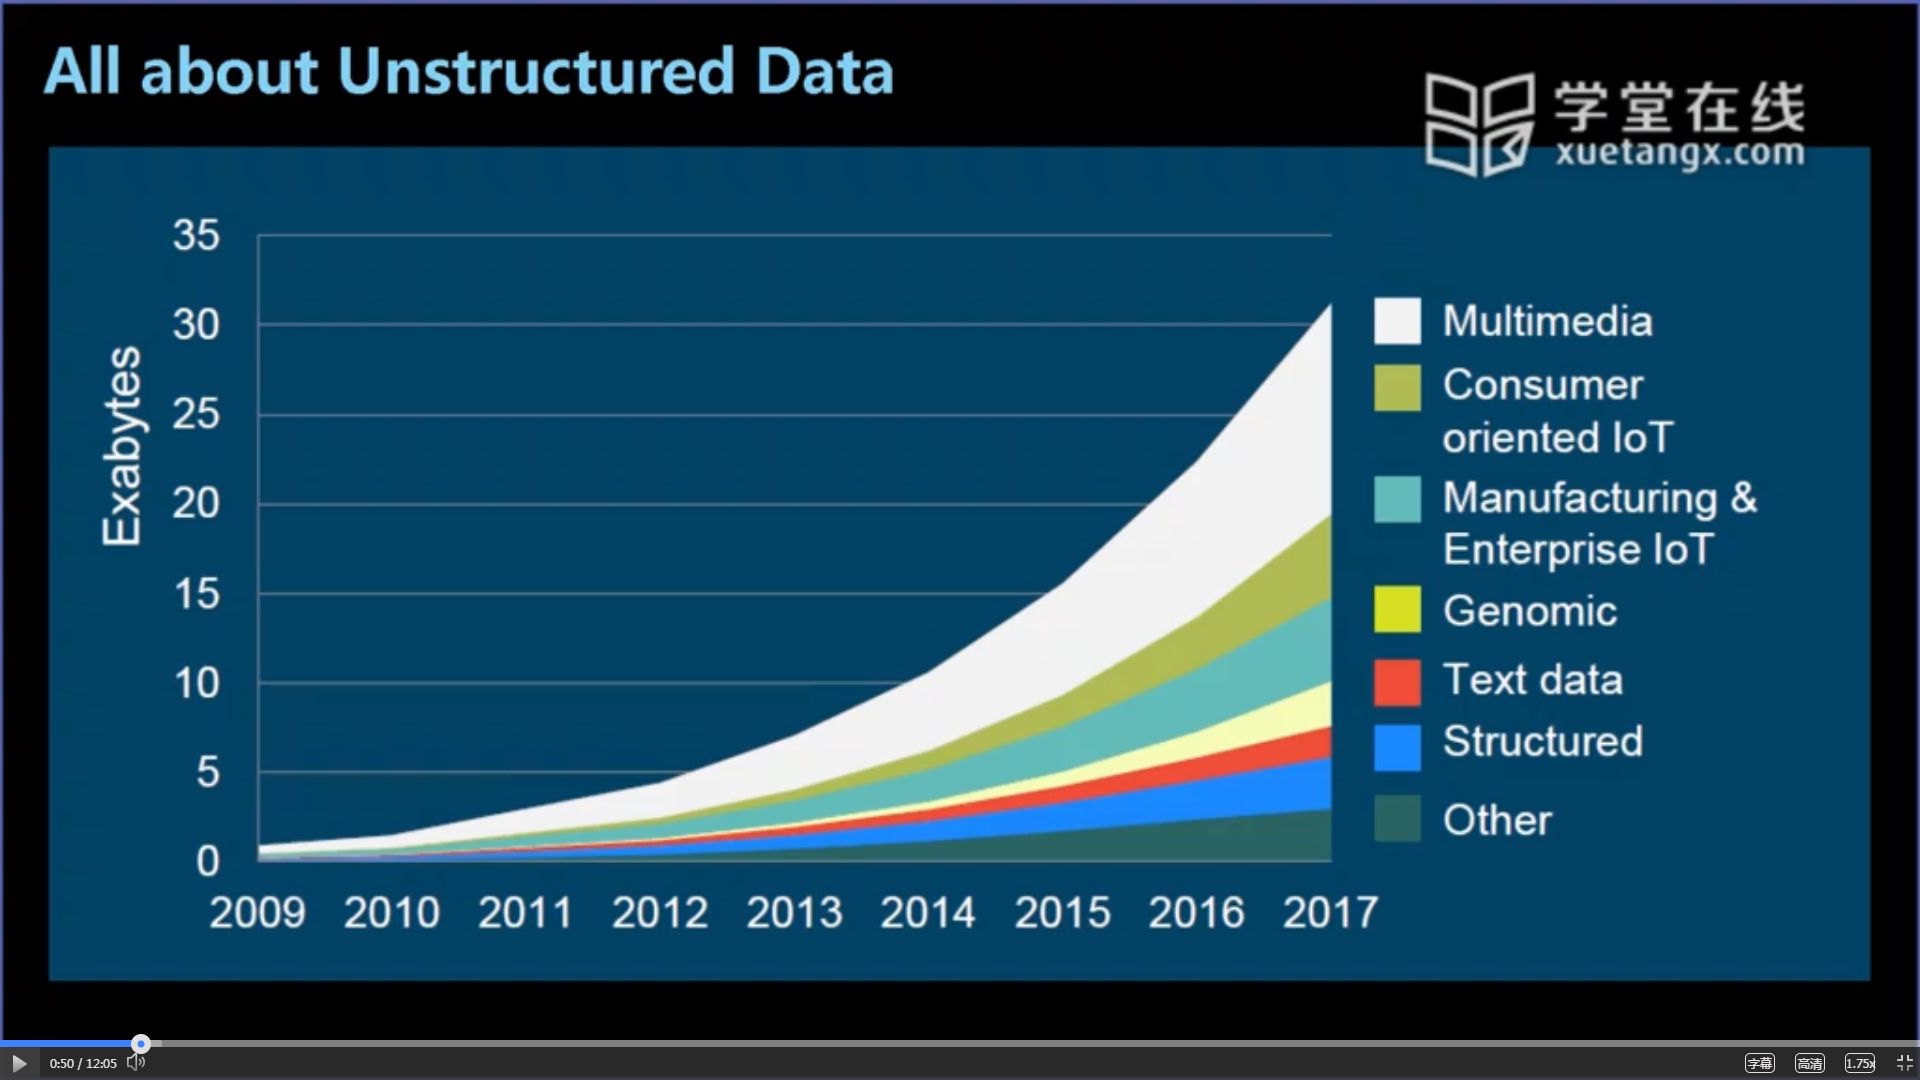 All about Unstructured Data
学堂在线
xuetangx.com
35
30
25
20
15
10
5
0
Exabytes
2009 2010 2011 2012 2013 2014 2015 2016 2017
Multimedia
Consumer
oriented IoT
Manufacturing &
Enterprise IoT
Genomic
Text data
Structured
Other
0:50 / 12:05
字幕 高清 1.75x